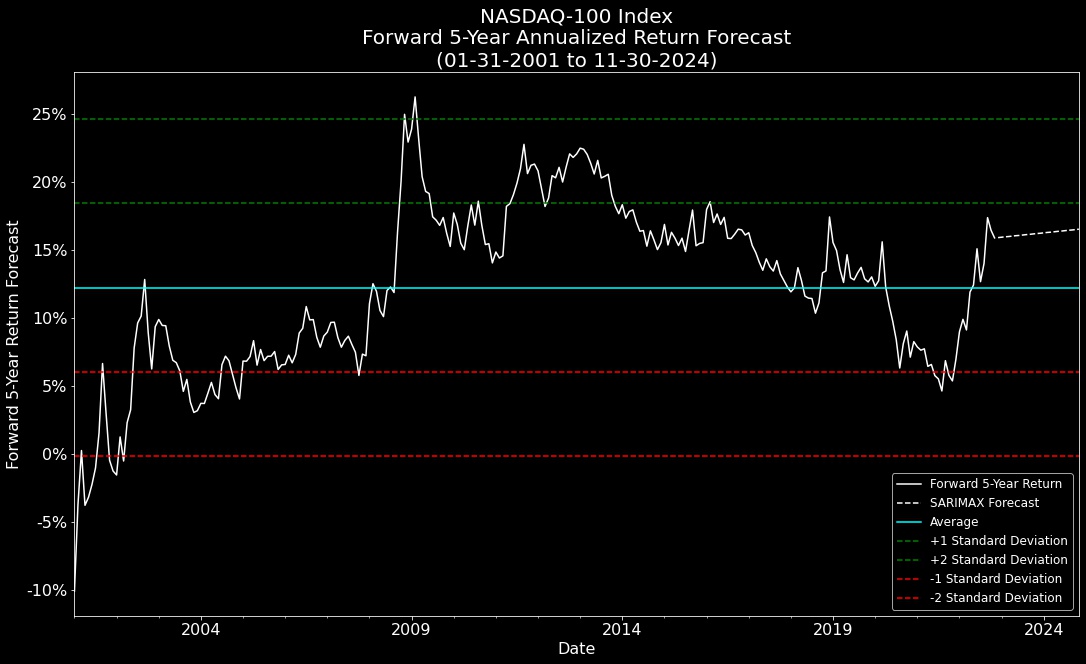 NASDAQ-100 Index
Forward 5-Year Annualized Return Forecast
(01-31-2001 to 11-30-2024)
Forward 5-Year Return Forecast
25%
20%
15%
10%
5%
0%
-5%
-10%
Forward 5-Year Return
SARIMAX Forecast
Average
+1 Standard Deviation
+2 Standard Deviation
-1 Standard Deviation
-2 Standard Deviation
2004 2009 2014 2019 2024
Date